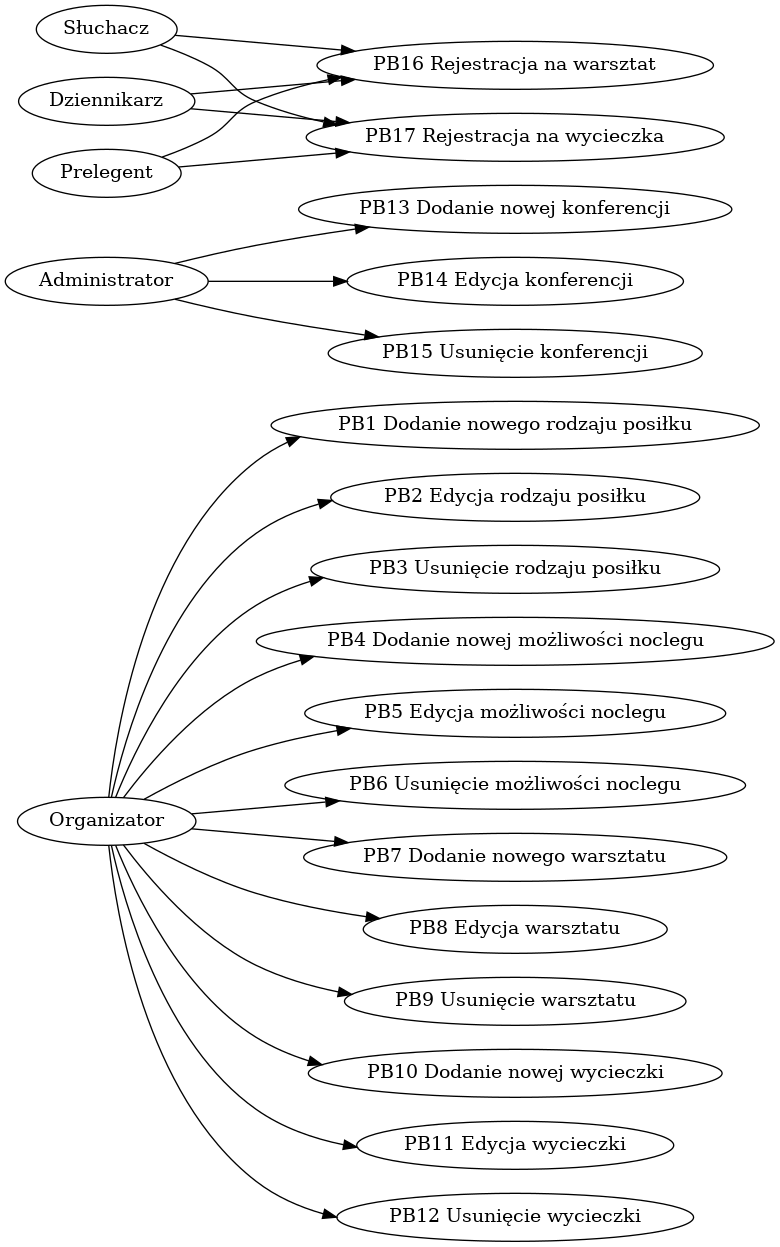 Słuchacz
PB16 Rejestracja na warsztat
Dziennikarz
PB17 Rejestracja na wycieczka
Prelegent
PB13 Dodanie nowej konferencji
Administrator
PB14 Edycja konferencji
PB15 Usunięcie konferencji
PB1 Dodanie nowego rodzaju posiłku
PB2 Edycja rodzaju posiłku
PB3 Usunięcie rodzaju posiłku
PB4 Dodanie nowej możliwości noclegu
PB5 Edycja możliwości noclegu
PB6 Usunięcie możliwości noclegu
Organizator
PB7 Dodanie nowego warsztatu
PB8 Edycja warsztatu
PB9 Usunięcie warsztatu
PB10 Dodanie nowej wycieczki
PB11 Edycja wycieczki
PB12 Usunięcie wycieczki